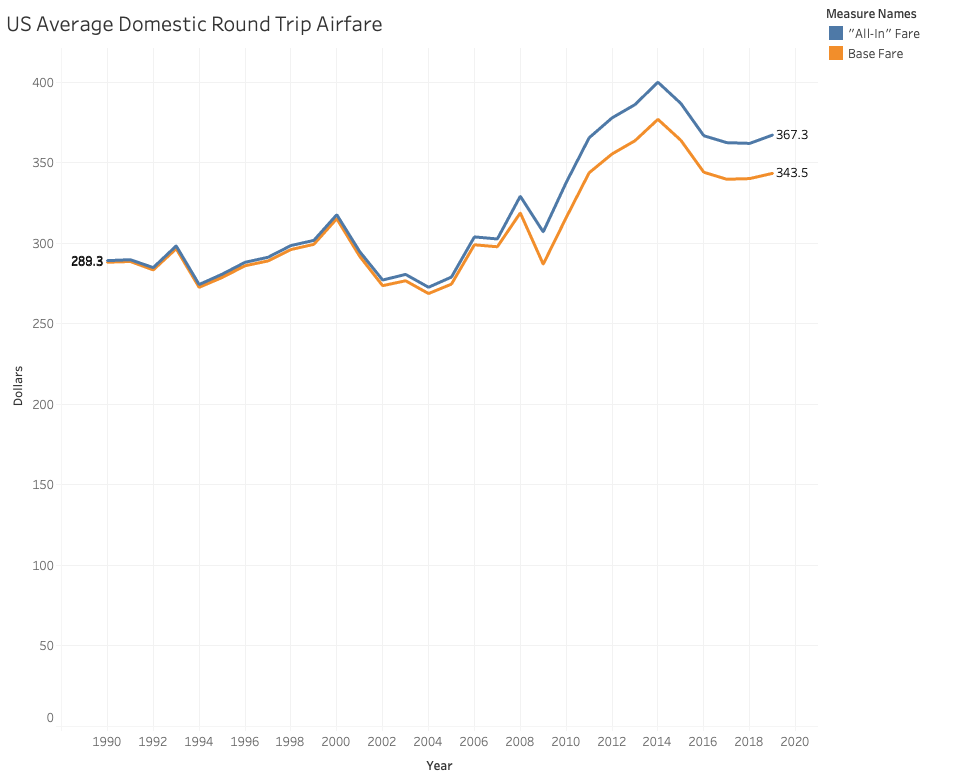 US Average Domestic Round Trip Airfare
Measure Names
"All-In" Fare
Base Fare
400
350
300
250
200
150
100
50
0
Dollars
367.3
343.5
1990 1992 1994 1996 1998 2000 2002 2004 2006 2008 2010 2012 2014 2016 2018 2020
Year